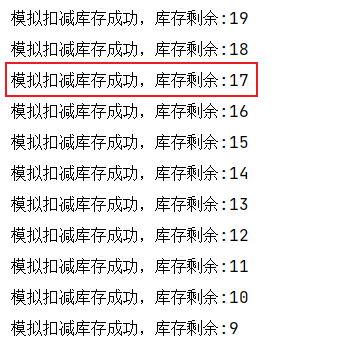 模拟扣减库存成功，库存剩余:19
模拟扣减库存成功，库存剩余:18
模拟扣减库存成功，库存剩余:17
模拟扣减库存成功，库存剩余:16
模拟扣减库存成功，库存剩余:15
模拟扣减库存成功，库存剩余:14
模拟扣减库存成功，库存剩余:13
模拟扣减库存成功，库存剩余:12
模拟扣减库存成功，库存剩余:11
模拟扣减库存成功，库存剩余:10
模拟扣减库存成功，库存剩余:9